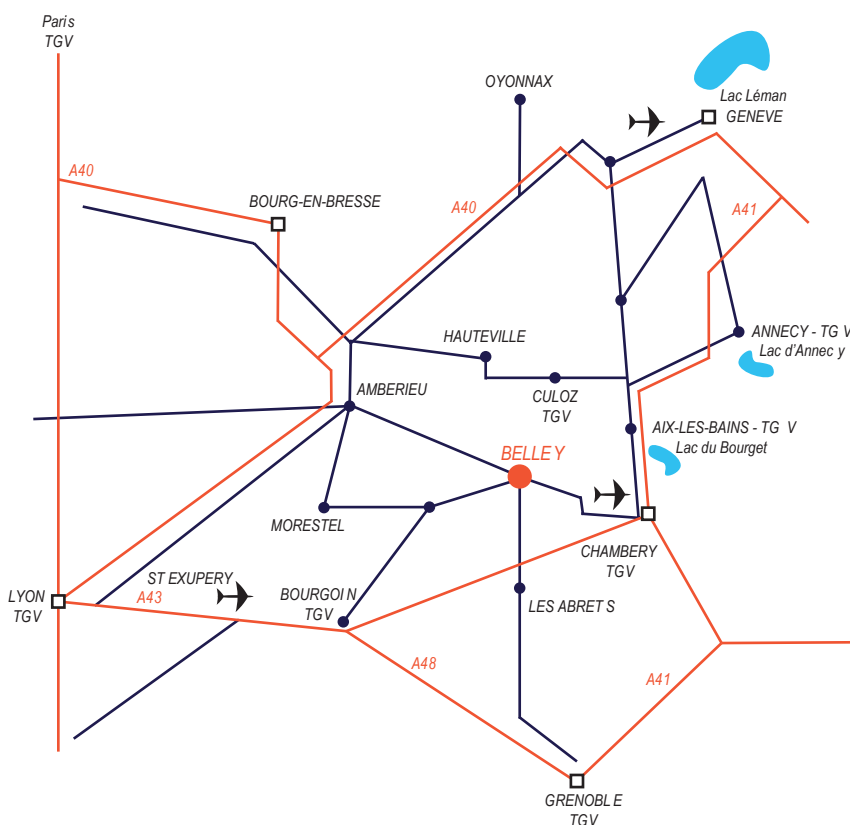 Paris
TGV
OYONNAX
Lac Léman
GENEVE
A40
BOURG-EN-BRESSE
A40
A41
HAUTEVILLE
ANNECY - TG V
Lac d'Annec y
AMBERIEU
CULOZ
TGV
AIX-LES-BAINS - TG V
Lac du Bourget
BELLE Y
MORESTEL
CHAMBERY
TGV
ST EXUPERY
LYON
TGV
A43
BOURGOI N
TGV
LES ABRET S
A48
A41
GRENOBL E
TGV